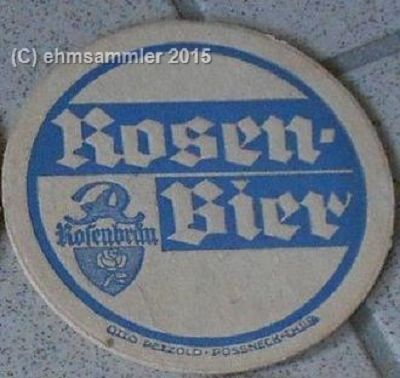 (C) ehmsammler 2015
Rosen-
Bier
Rosenbräu
OTTO PETZOLD · PÖSSNECK-THÜR